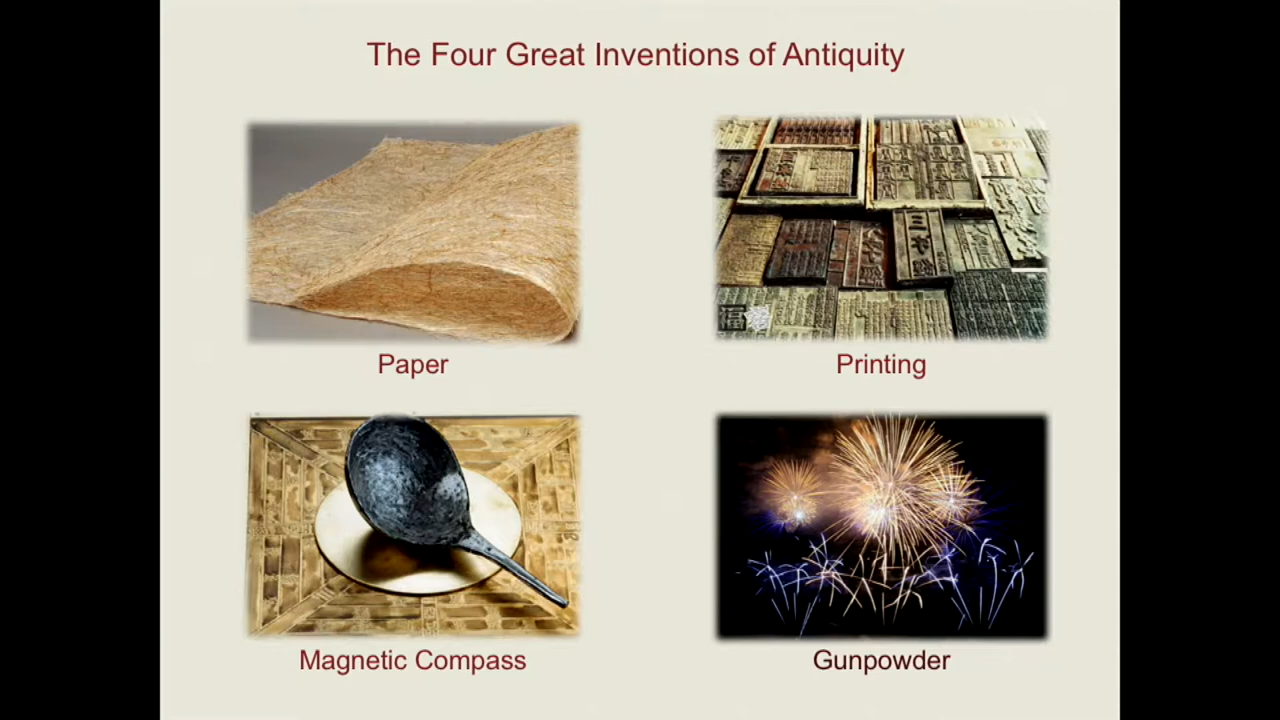 The Four Great Inventions of Antiquity
Paper
Printing
Magnetic Compass
Gunpowder